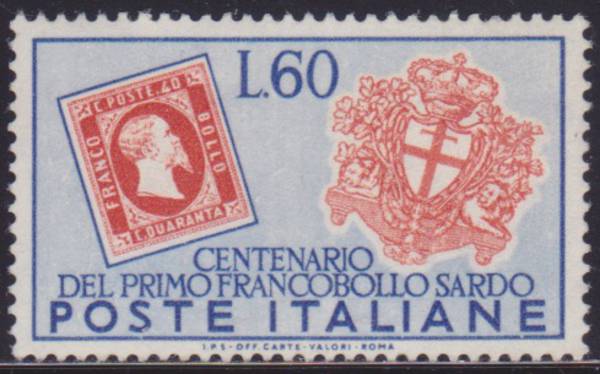 L.60
C. POSTE. 40
FRANCO
BOLLO
C. QUARANTA
CENTENARIO
DEL PRIMO FRANCOBOLLO SARDO
POSTE ITALIANE
I.P.S-OFF. CARTE-VALORI-ROMA